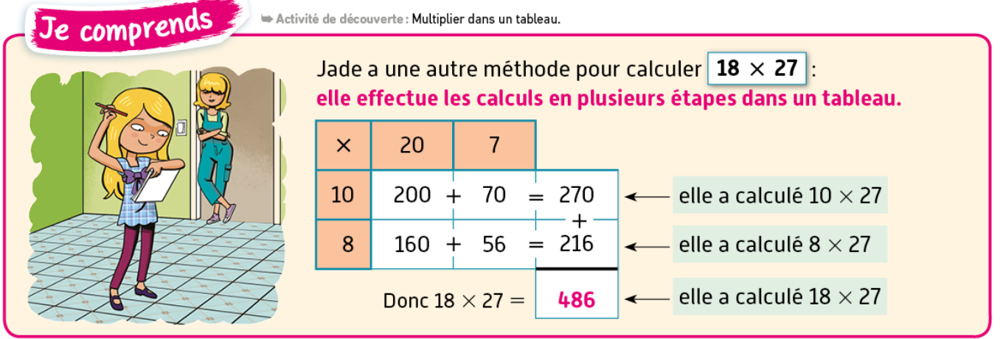 Je comprends
➥ Activité de découverte : Multiplier dans un tableau.
Jade a une autre méthode pour calculer 18 × 27 :
elle effectue les calculs en plusieurs étapes dans un tableau.
× 20 7
10 200 + 70 = 270 ← elle a calculé 10 × 27
+
8 160 + 56 = 216 ← elle a calculé 8 × 27
Donc 18 × 27 = 486 ← elle a calculé 18 × 27